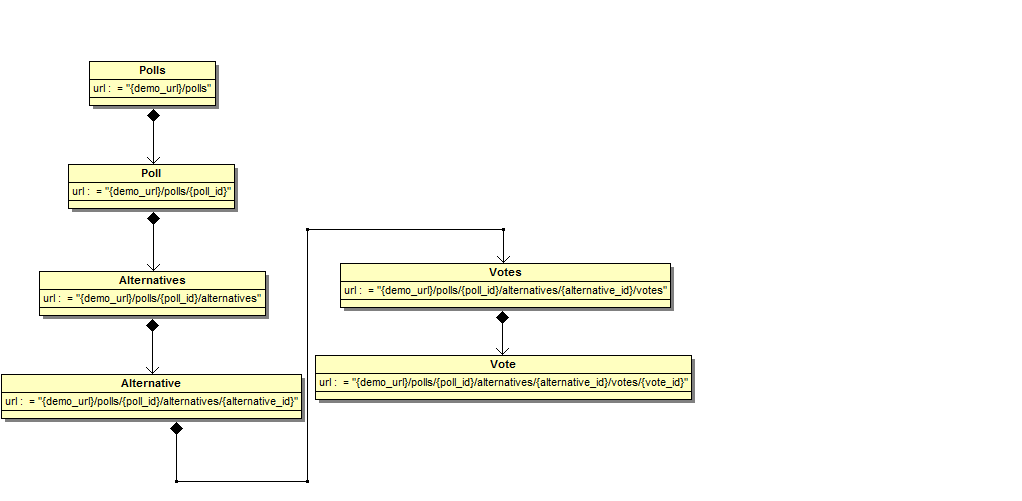 Polls
url :  = "{demo_url}/polls"
Poll
url :  = "{demo_url}/polls/{poll_id}"
Alternatives
url :  = "{demo_url}/polls/{poll_id}/alternatives"
Alternative
url :  = "{demo_url}/polls/{poll_id}/alternatives/{alternative_id}"
Votes
url :  = "{demo_url}/polls/{poll_id}/alternatives/{alternative_id}/votes"
Vote
url :  = "{demo_url}/polls/{poll_id}/alternatives/{alternative_id}/votes/{vote_id}"